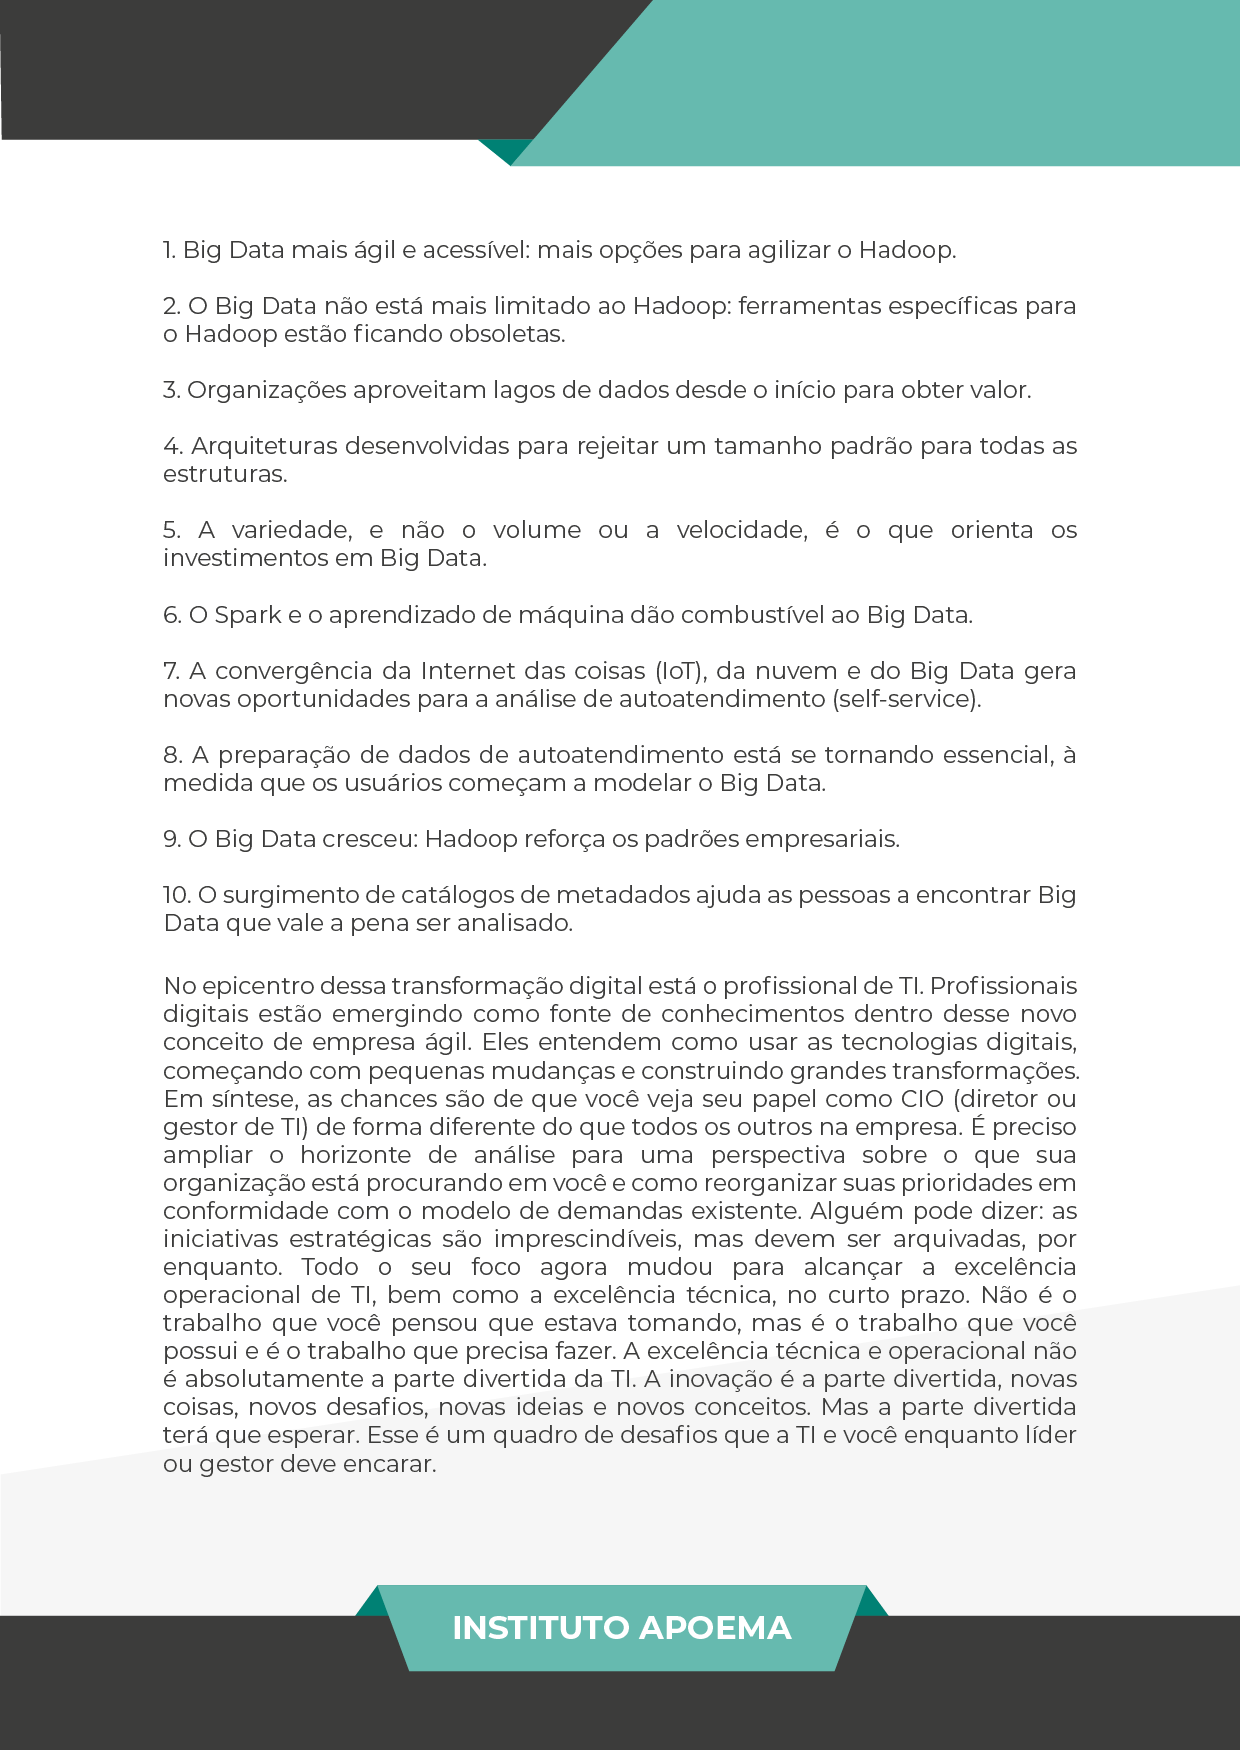 1. Big Data mais ágil e acessível: mais opções para agilizar o Hadoop.
2. O Big Data não está mais limitado ao Hadoop: ferramentas específicas para
o Hadoop estão ficando obsoletas.
3. Organizações aproveitam lagos de dados desde o início para obter valor.
4. Arquiteturas desenvolvidas para rejeitar um tamanho padrão para todas as
estruturas.
5. A variedade, e não o volume ou a velocidade, é o que orienta os
investimentos em Big Data.
6. O Spark e o aprendizado de máquina dão combustível ao Big Data.
7. A convergência da Internet das coisas (IoT), da nuvem e do Big Data gera
novas oportunidades para a análise de autoatendimento (self-service).
8. A preparação de dados de autoatendimento está se tornando essencial, à
medida que os usuários começam a modelar o Big Data.
9. O Big Data cresceu: Hadoop reforça os padrões empresariais.
10. O surgimento de catálogos de metadados ajuda as pessoas a encontrar Big
Data que vale a pena ser analisado.
No epicentro dessa transformação digital está o profissional de TI. Profissionais
digitais estão emergindo como fonte de conhecimentos dentro desse novo
conceito de empresa ágil. Eles entendem como usar as tecnologias digitais,
começando com pequenas mudanças e construindo grandes transformações.
Em síntese, as chances são de que você veja seu papel como CIO (diretor ou
gestor de TI) de forma diferente do que todos os outros na empresa. É preciso
ampliar o horizonte de análise para uma perspectiva sobre o que sua
organização está procurando em você e como reorganizar suas prioridades em
conformidade com o modelo de demandas existente. Alguém pode dizer: as
iniciativas estratégicas são imprescindíveis, mas devem ser arquivadas, por
enquanto. Todo o seu foco agora mudou para alcançar a excelência
operacional de TI, bem como a excelência técnica, no curto prazo. Não é o
trabalho que você pensou que estava tomando, mas é o trabalho que você
possui e é o trabalho que precisa fazer. A excelência técnica e operacional não
é absolutamente a parte divertida da TI. A inovação é a parte divertida, novas
coisas, novos desafios, novas ideias e novos conceitos. Mas a parte divertida
terá que esperar. Esse é um quadro de desafios que a TI e você enquanto líder
ou gestor deve encarar.
INSTITUTO APOEMA